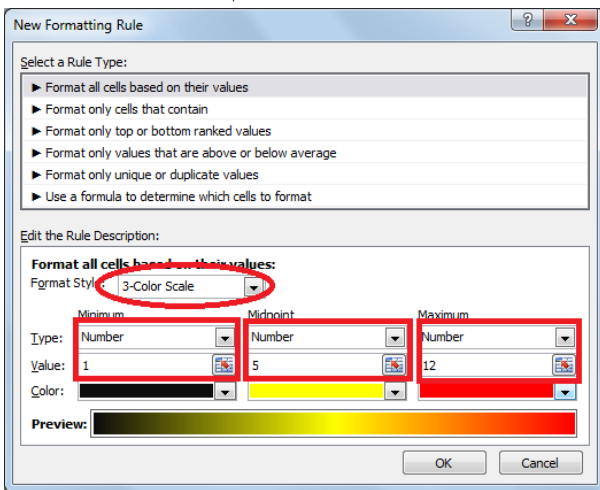 New Formatting Rule
Select a Rule Type:
► Format all cells based on their values
► Format only cells that contain
► Format only top or bottom ranked values
► Format only values that are above or below average
► Format only unique or duplicate values
► Use a formula to determine which cells to format
Edit the Rule Description:
Format all cells based on their values:
Format Style: 3-Color Scale
Minimum Midpoint Maximum
Type: Number Number Number
Value: 1 5 12
Color:
Preview:
OK Cancel